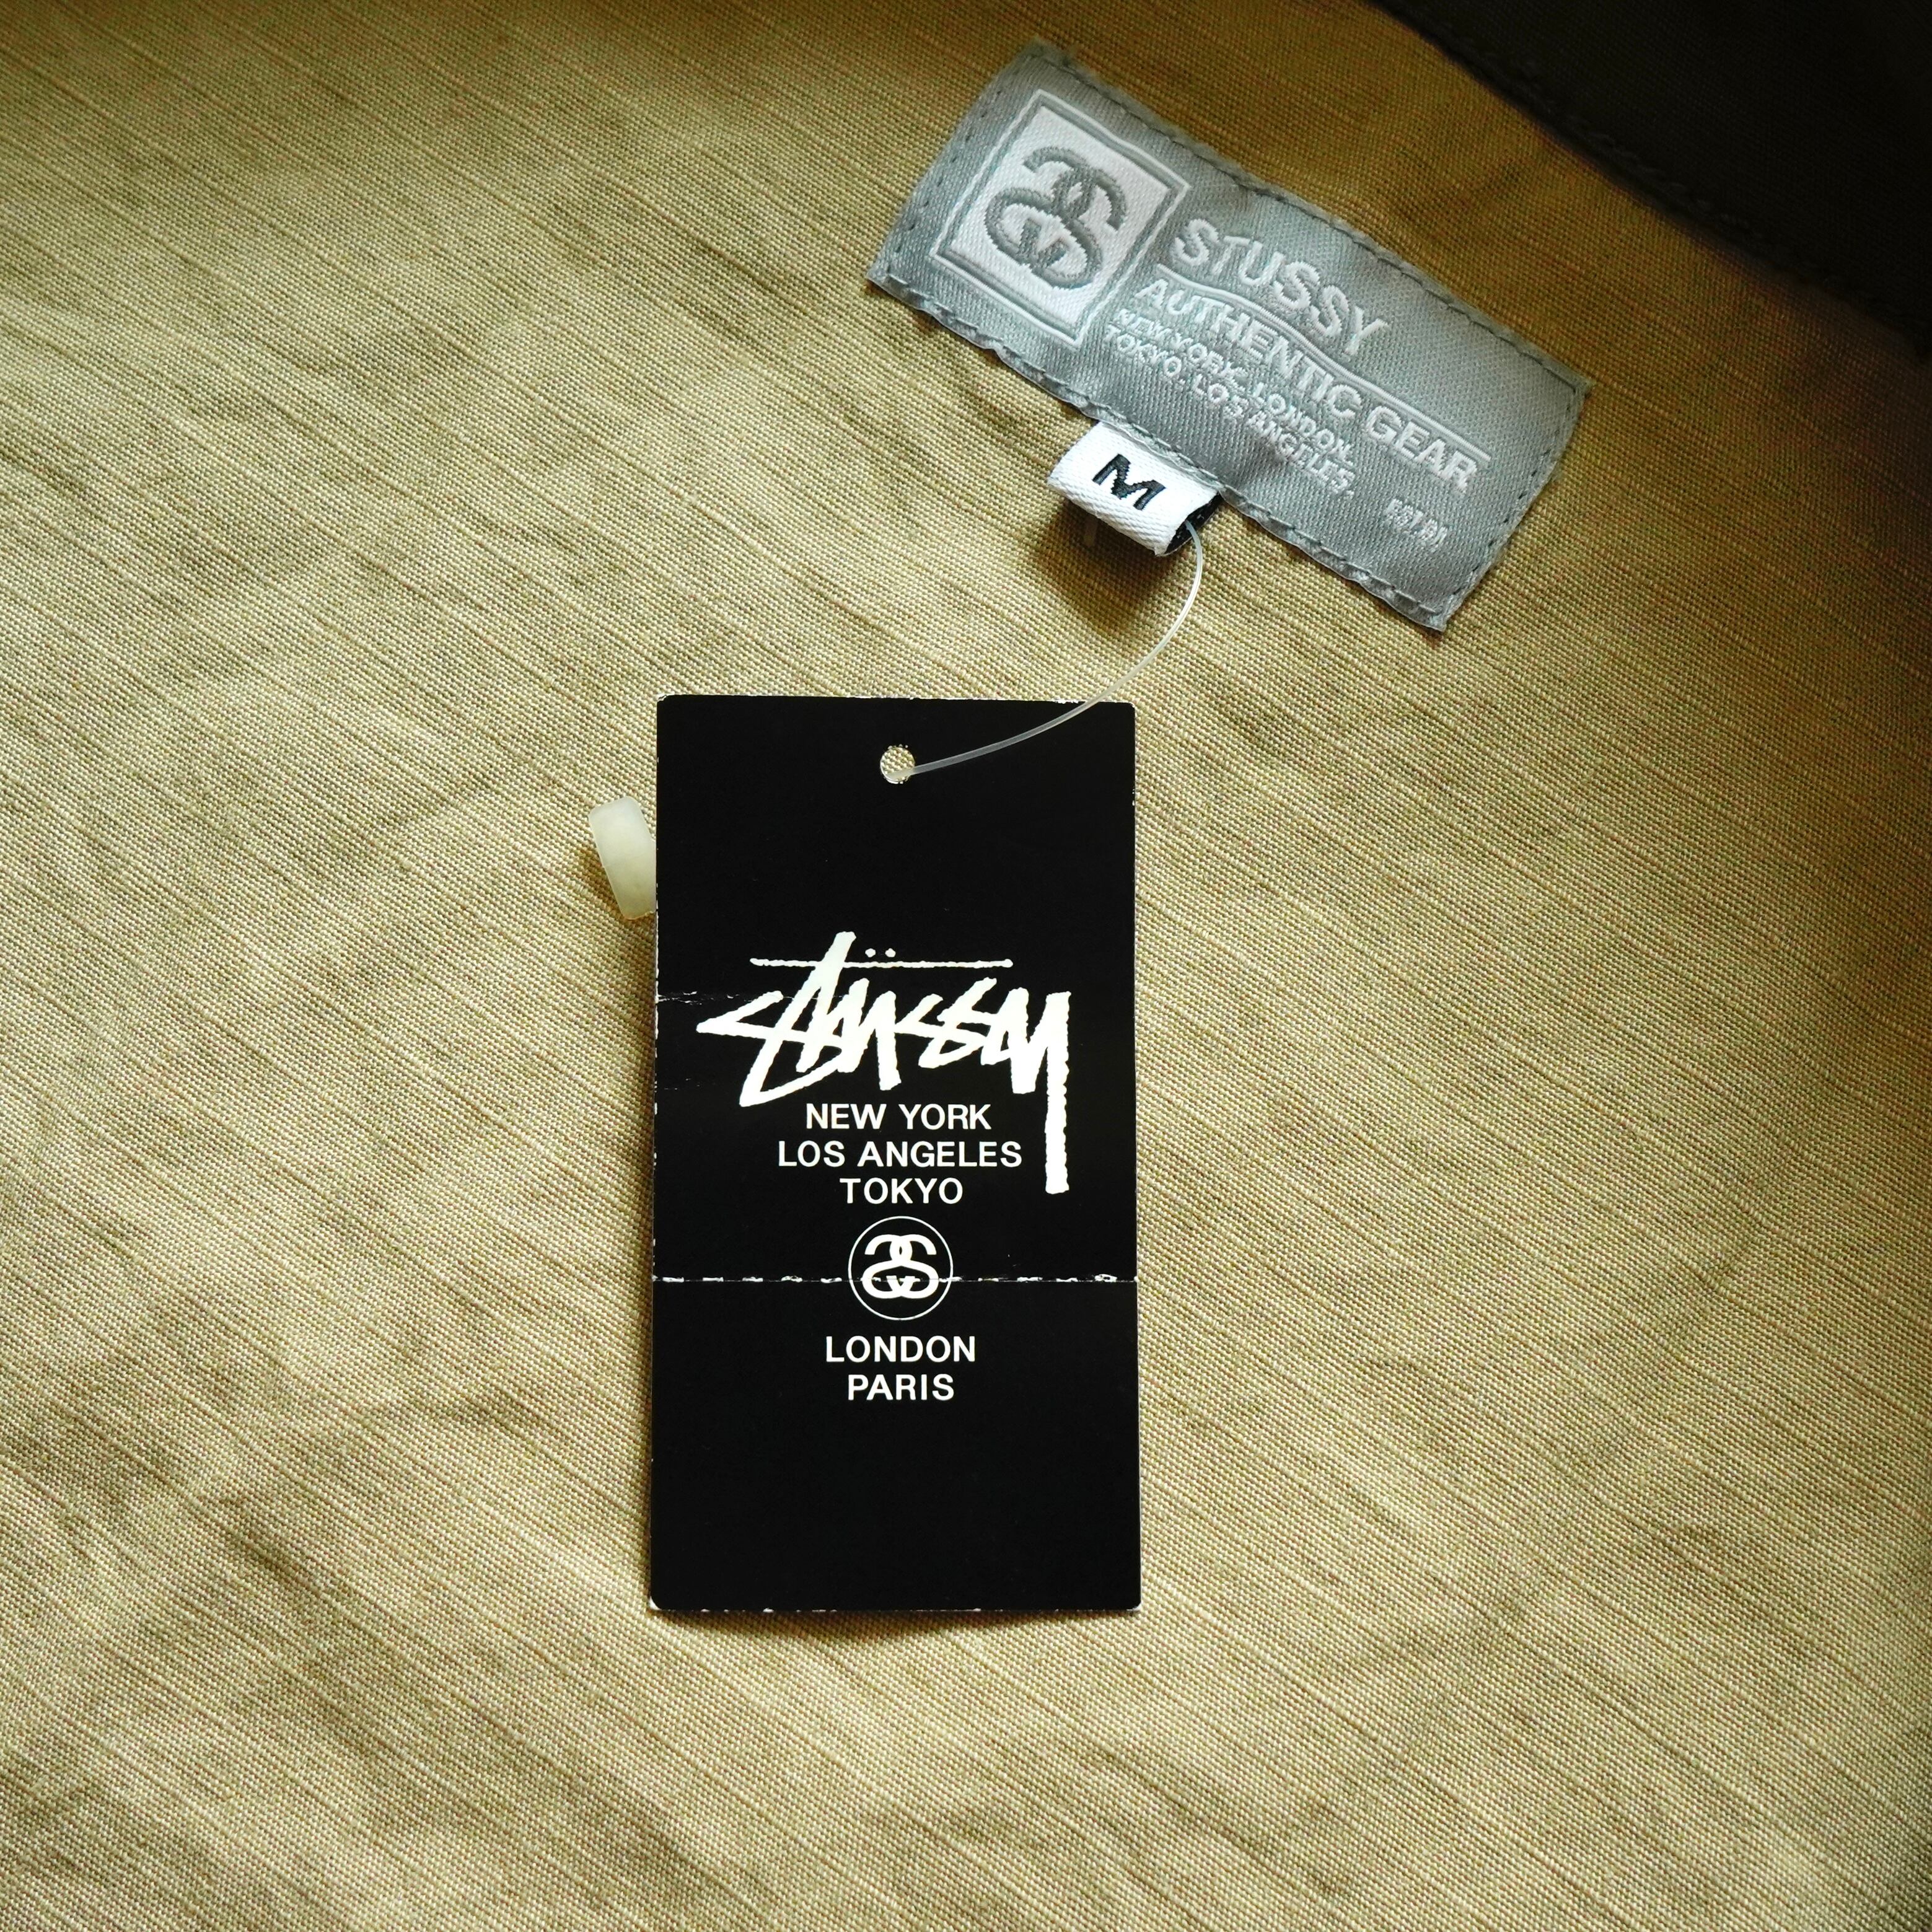 STUSSY
AUTHENTIC GEAR
NEW YORK. LONDON.
TOKYO. LOS ANGELES.
M
Stüssy
NEW YORK
LOS ANGELES
TOKYO
LONDON
PARIS